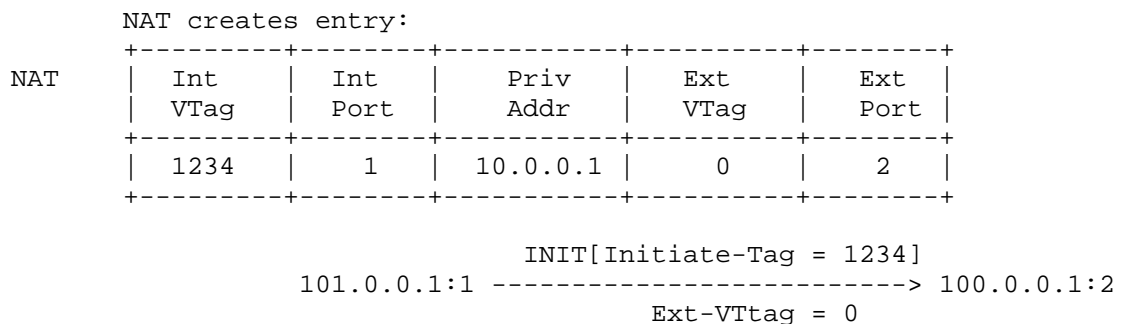 NAT creates entry:
+---------+--------+-----------+----------+--------+
NAT | Int | Int | Priv | Ext | Ext |
| VTag | Port | Addr | VTag | Port |
+---------+--------+-----------+----------+--------+
| 1234 | 1 | 10.0.0.1 | 0 | 2 |
+---------+--------+-----------+----------+--------+
INIT[Initiate-Tag = 1234]
101.0.0.1:1 --------------------------> 100.0.0.1:2
Ext-VTtag = 0